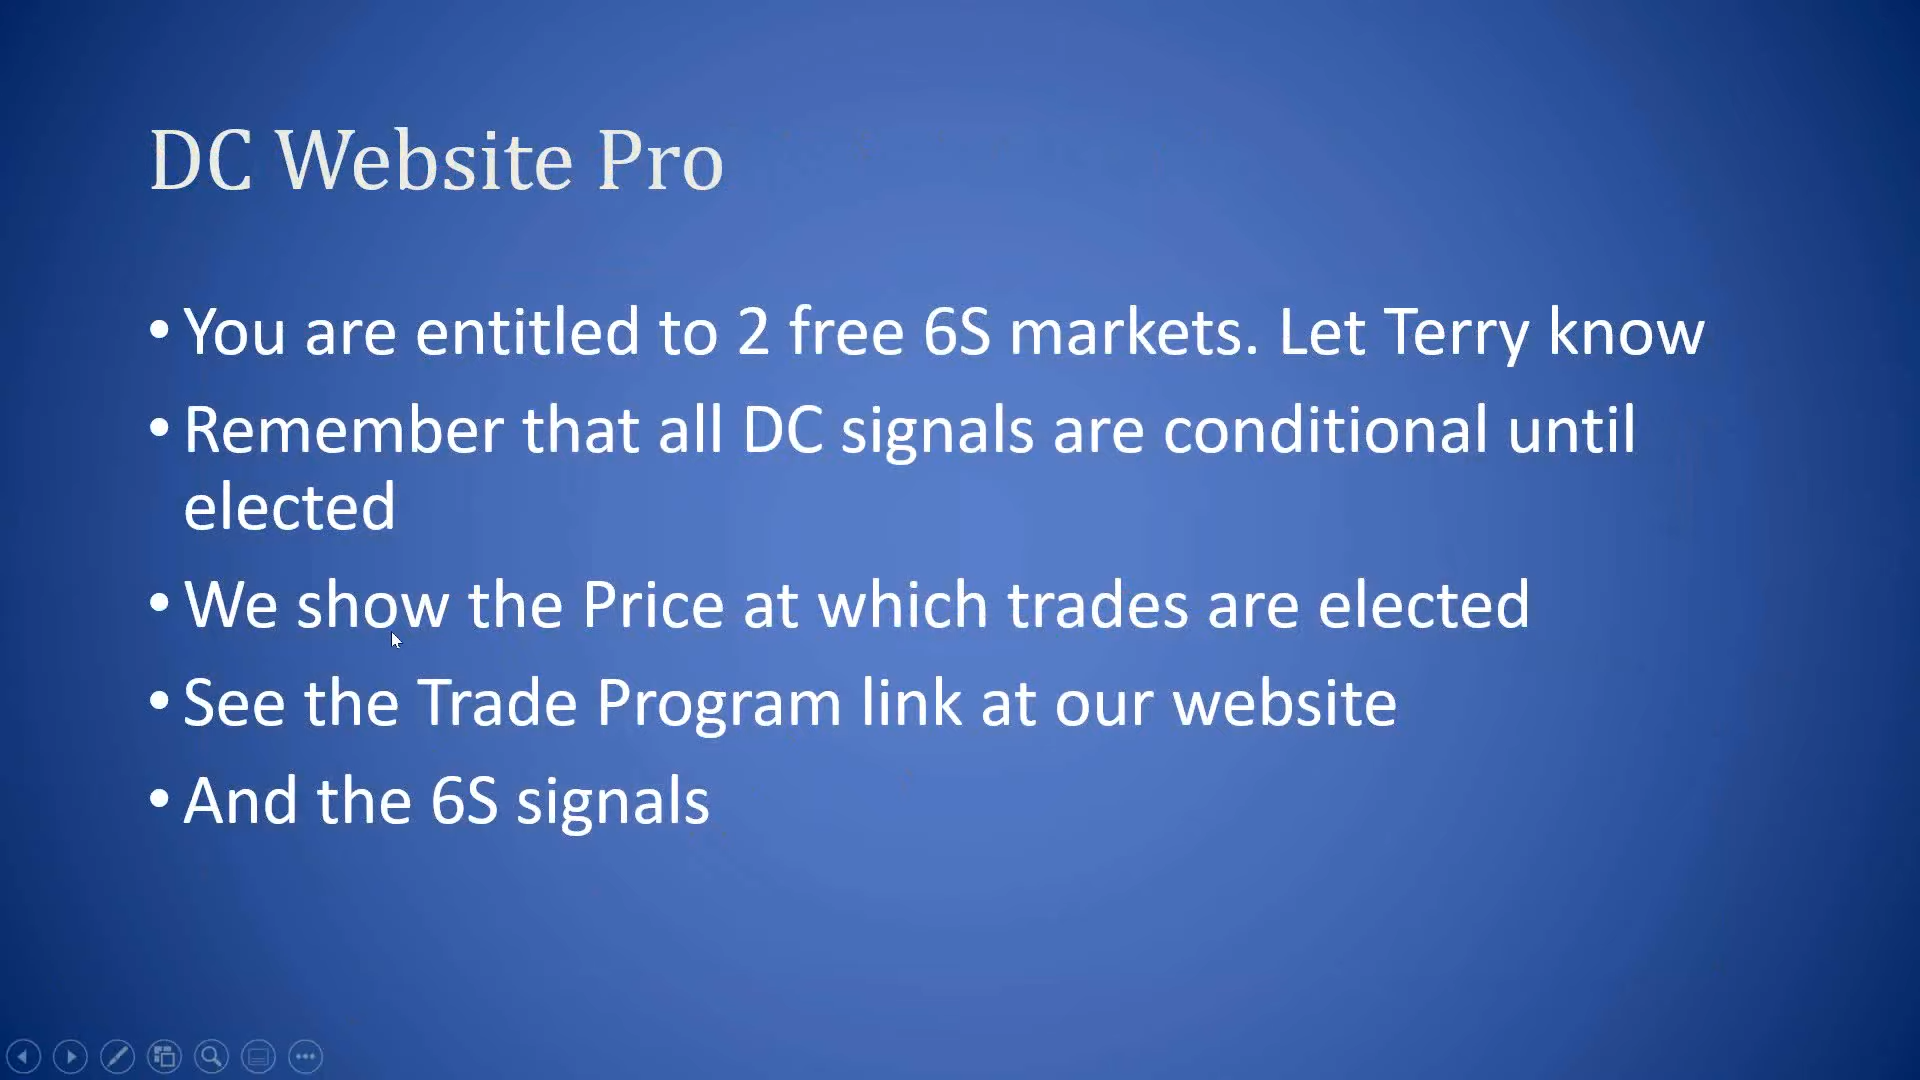 DC Website Pro
• You are entitled to 2 free 6S markets. Let Terry know
• Remember that all DC signals are conditional until
elected
• We show the Price at which trades are elected
• See the Trade Program link at our website
• And the 6S signals